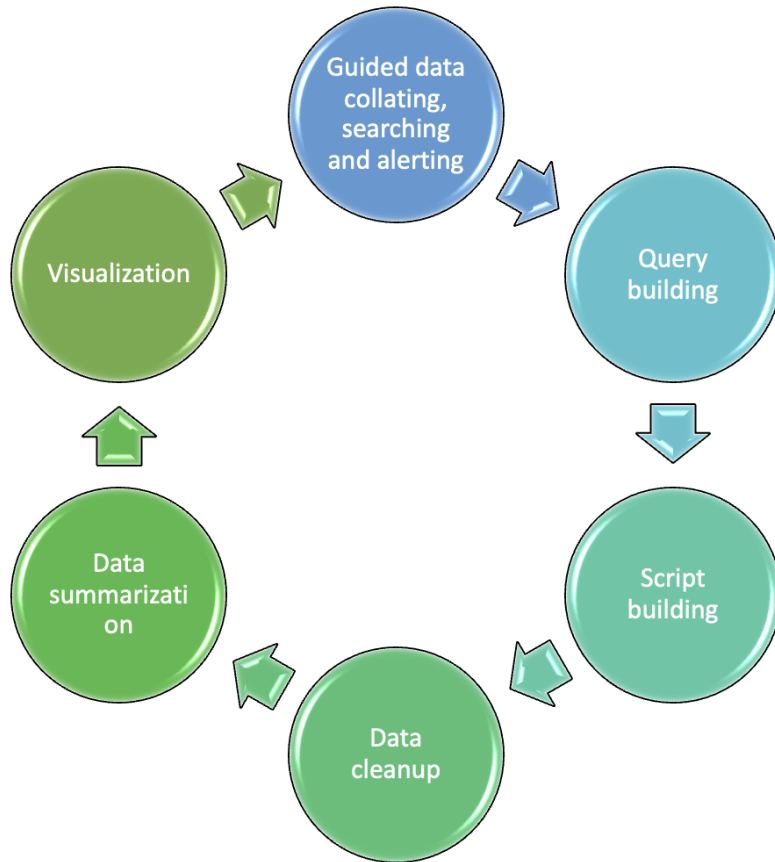 Guided data
collating,
searching
and alerting
Query
building
Script
building
Data
cleanup
Data
summarizati
on
Visualization